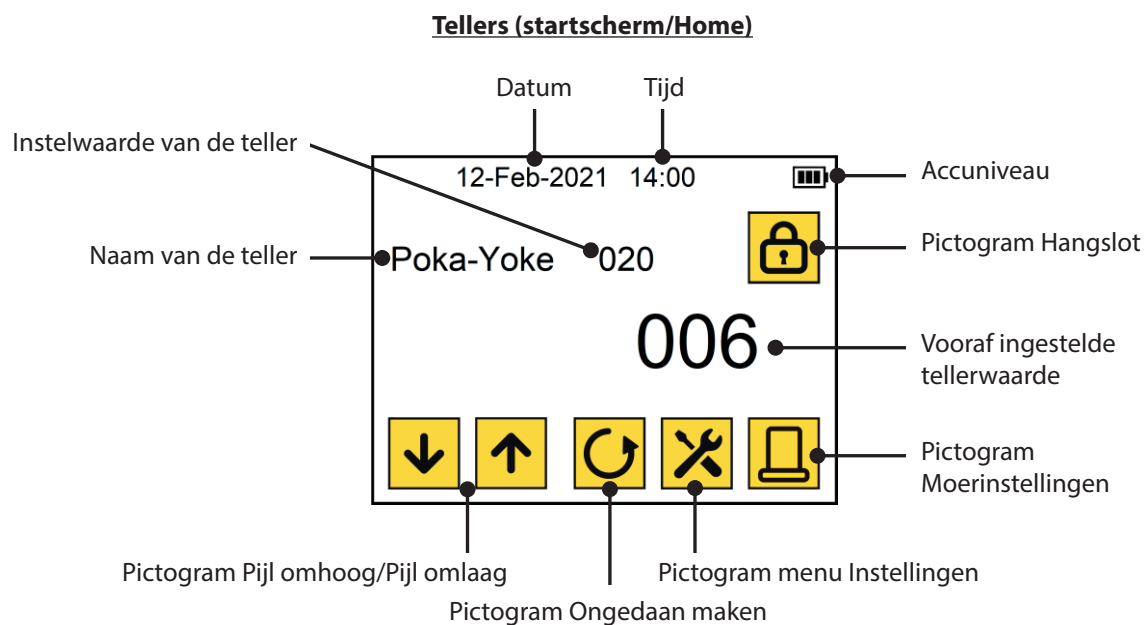 Tellers (startscherm/Home)
Datum
Tijd
Instelwaarde van de teller
12-Feb-2021 14:00
Accuniveau
Naam van de teller
Poka-Yoke 020
Pictogram Hangslot
006
Vooraf ingestelde
tellerwaarde
Pictogram
Moerinstellingen
Pictogram Pijl omhoog/Pijl omlaag
Pictogram menu Instellingen
Pictogram Ongedaan maken